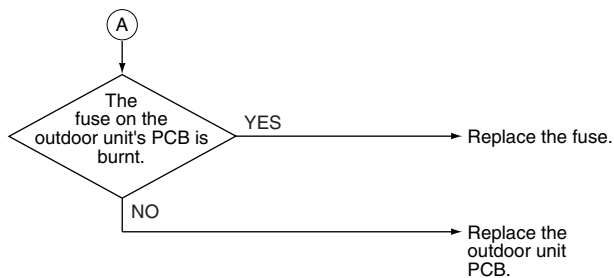 A
The
fuse on the
outdoor unit's PCB is
burnt.
YES
Replace the fuse.
NO
Replace the
outdoor unit
PCB.